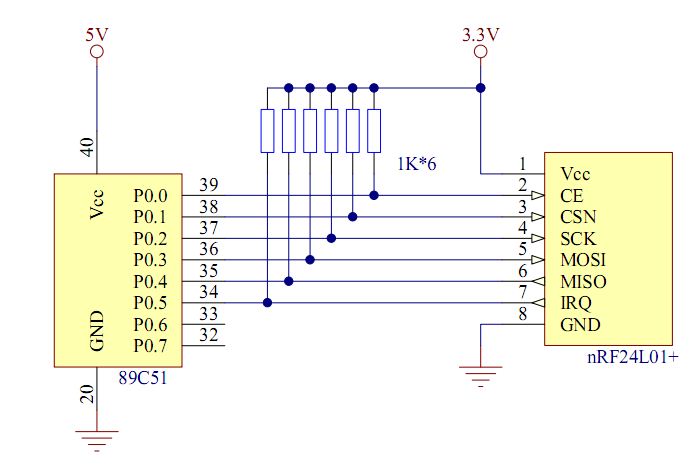 5V
3.3V
40
1K*6
1
Vcc
39
2
P0.0
CE
38
3
Vcc
P0.1
CSN
37
4
P0.2
SCK
36
5
P0.3
MOSI
35
6
P0.4
MISO
34
7
P0.5
IRQ
33
8
GND
P0.6
GND
32
P0.7
nRF24L01+
89C51
20